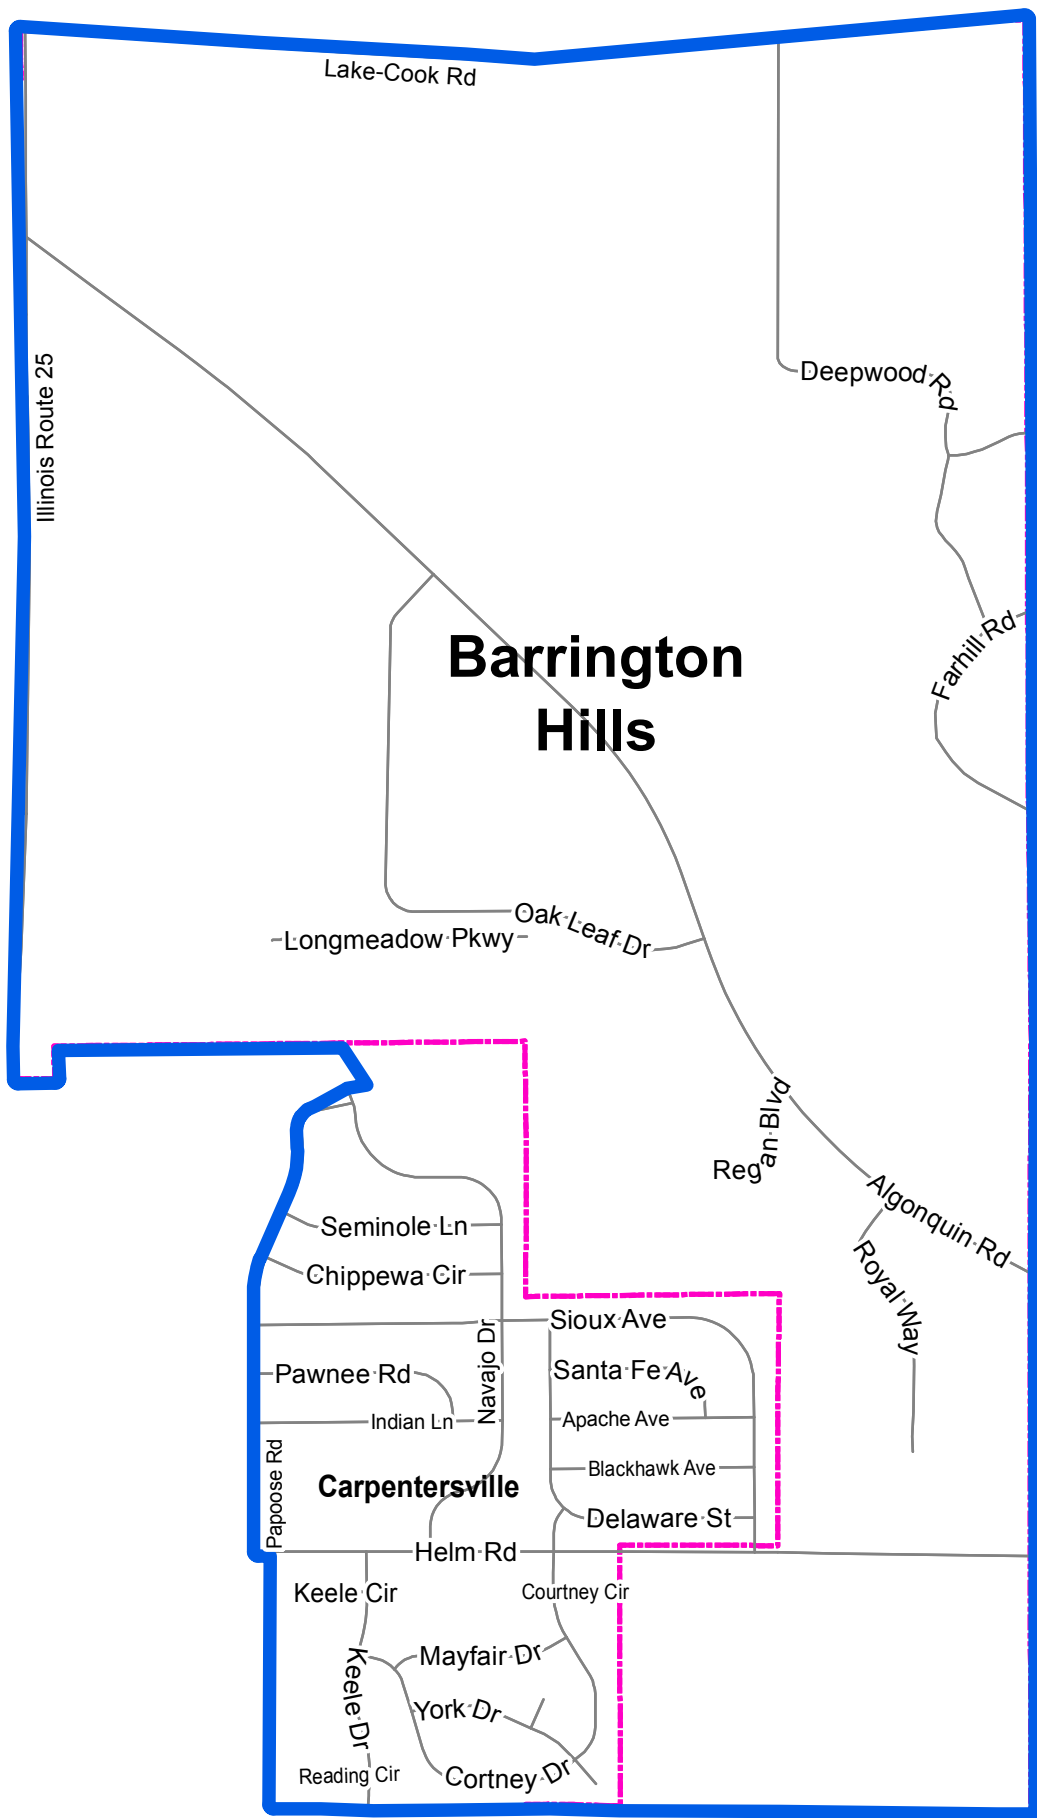 Lake-Cook Rd
Illinois Route 25
Deepwood Rd
Barrington
Hills
Farhill Rd
Oak Leaf Dr
Longmeadow Pkwy
Regan Blvd
Algonquin Rd
Royal Way
Seminole Ln
Chippewa Cir
Sioux Ave
Navajo Dr
Pawnee Rd
Santa Fe Ave
Indian Ln
Apache Ave
Papoose Rd
Blackhawk Ave
Carpentersville
Delaware St
Helm Rd
Keele Cir
Courtney Cir
Mayfair Dr
Keele Dr
York Dr
Reading Cir
Cortney Dr